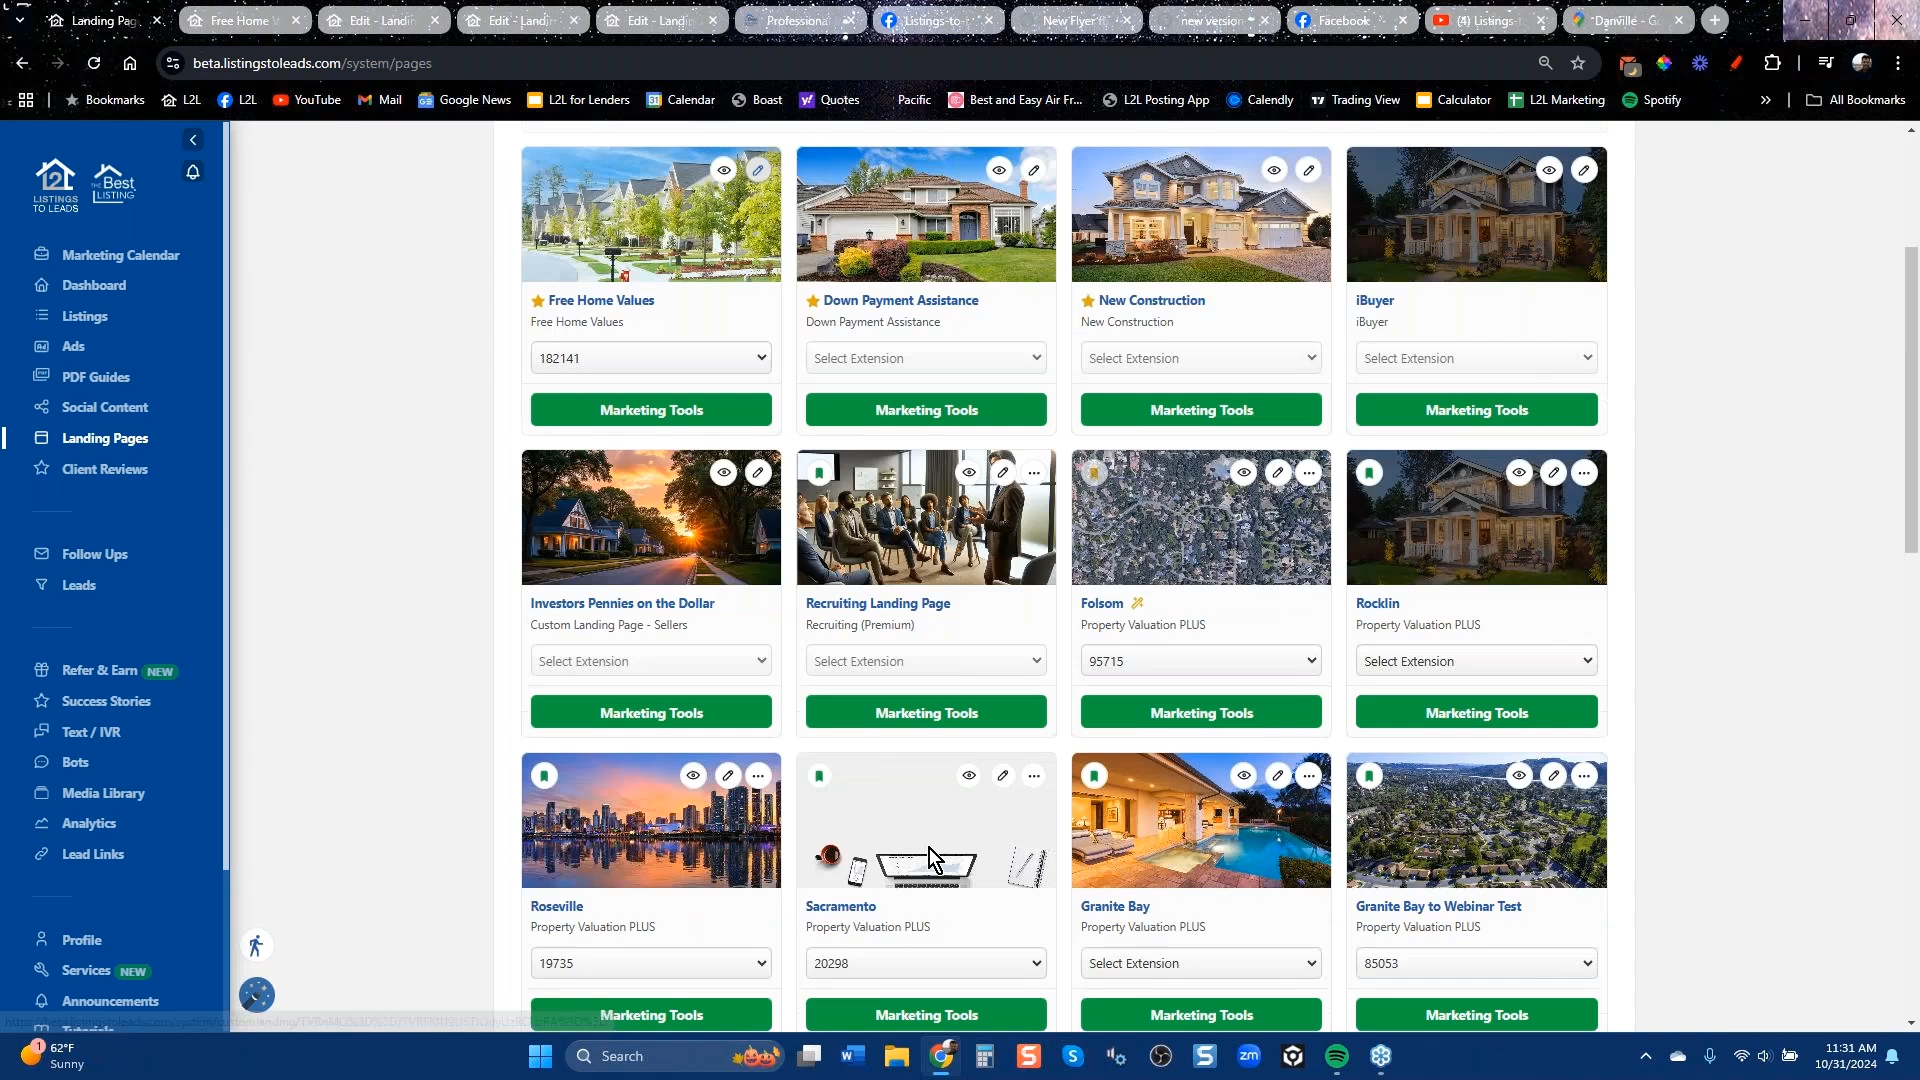 Landing Pag
Free Home V
Edit - Landin
Edit - Landin
Edit - Landin
Professiona
Listings-to-
New Flyer
new version
Facebook
(4) Listings-
"Danville - Go
beta.listingstoleads.com/system/pages
Bookmarks
L2L
L2L
YouTube
Mail
Google News
L2L for Lenders
Calendar
Boast
Quotes
Pacific
Best and Easy Air Fr...
L2L Posting App
Calendly
Trading View
Calculator
L2L Marketing
Spotify
All Bookmarks
LISTINGS
TO LEADS
THE Best
LISTING
Marketing Calendar
Dashboard
Listings
Ads
PDF Guides
Social Content
Landing Pages
Client Reviews
Follow Ups
Leads
Refer & Earn NEW
Success Stories
Text / IVR
Bots
Media Library
Analytics
Lead Links
Profile
Services NEW
Announcements
Tutorials
Free Home Values
Free Home Values
182141
Marketing Tools
Down Payment Assistance
Down Payment Assistance
Select Extension
Marketing Tools
New Construction
New Construction
Select Extension
Marketing Tools
iBuyer
iBuyer
Select Extension
Marketing Tools
Investors Pennies on the Dollar
Custom Landing Page - Sellers
Select Extension
Marketing Tools
Recruiting Landing Page
Recruiting (Premium)
Select Extension
Marketing Tools
Folsom
Property Valuation PLUS
95715
Marketing Tools
Rocklin
Property Valuation PLUS
Select Extension
Marketing Tools
Roseville
Property Valuation PLUS
19735
Marketing Tools
Sacramento
Property Valuation PLUS
20298
Marketing Tools
Granite Bay
Property Valuation PLUS
Select Extension
Marketing Tools
Granite Bay to Webinar Test
Property Valuation PLUS
85053
Marketing Tools
1
62°F
Sunny
Search
11:31 AM
10/31/2024